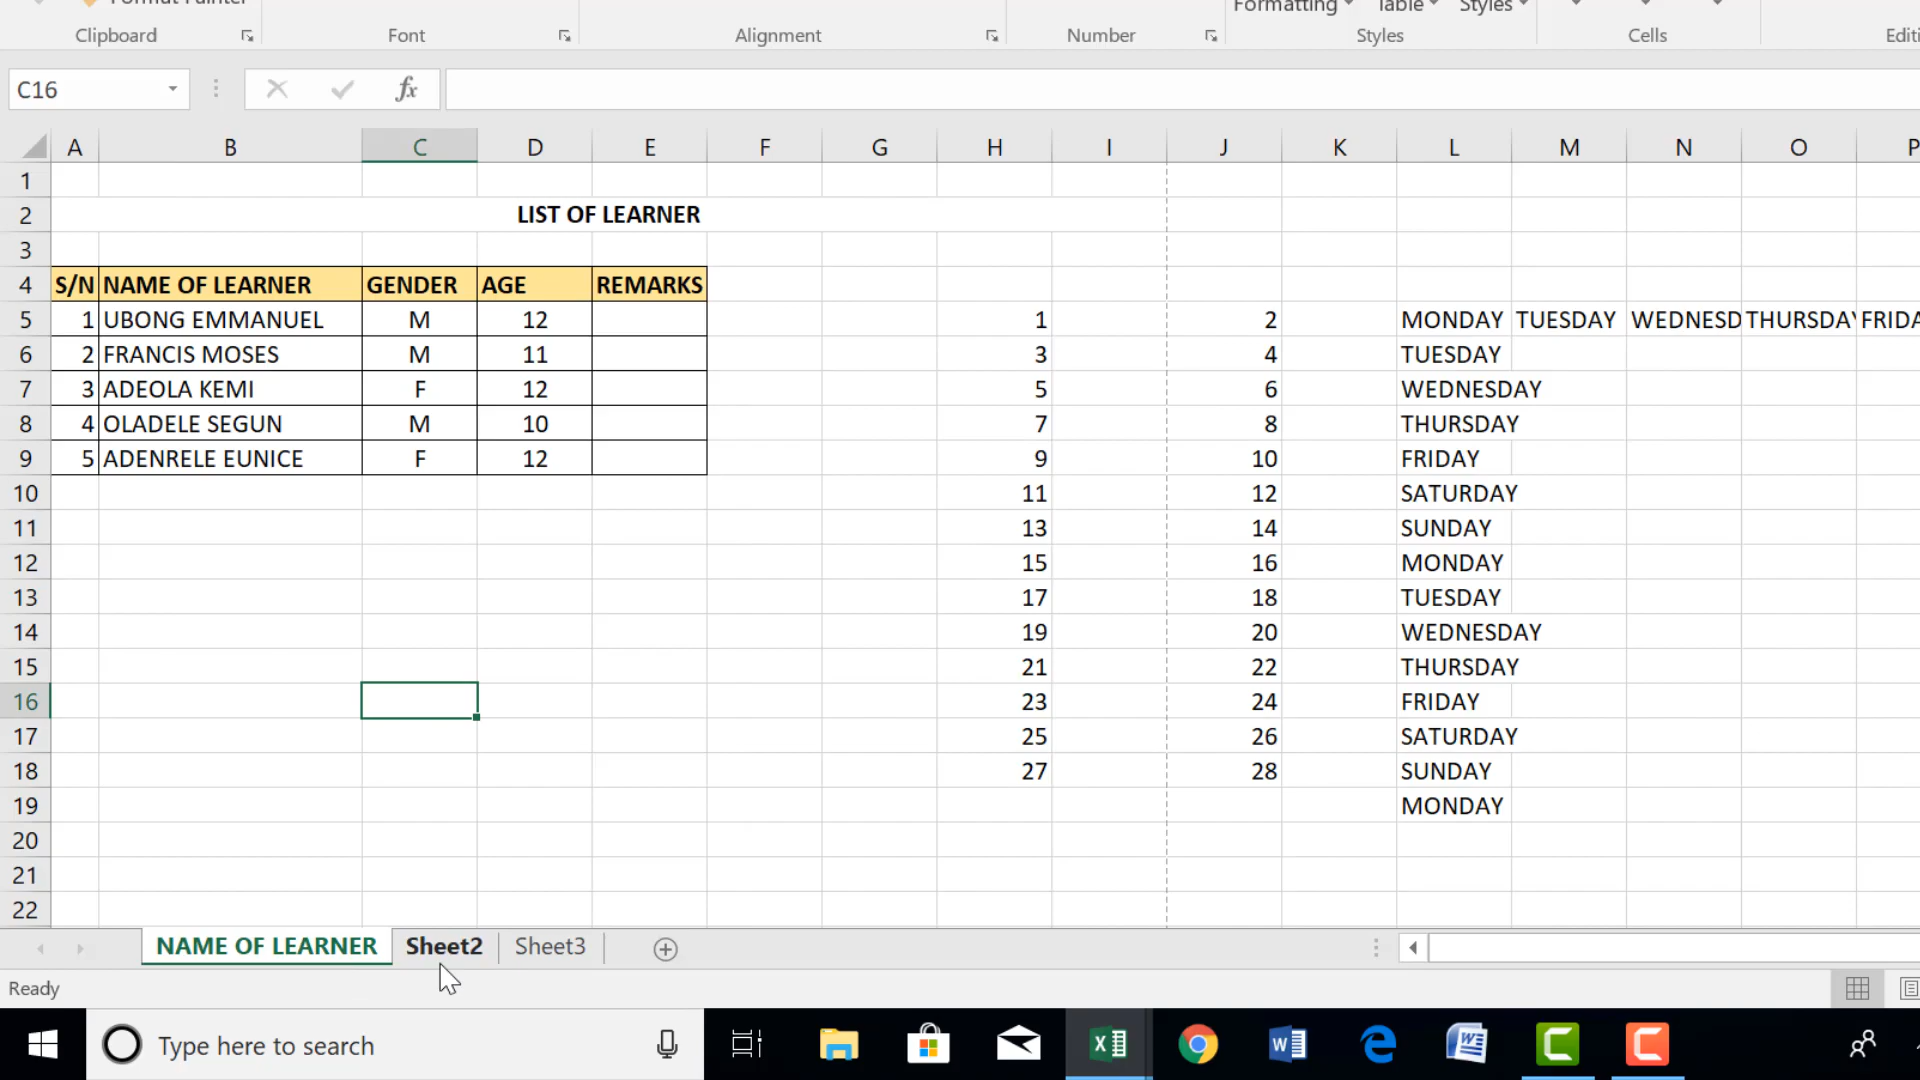 Format Painter
Formatting Table Styles
Clipboard Font Alignment Number Styles Cells
C16 fx
A B C D E F G H I J K L M N O P
1
2 LIST OF LEARNER
3
4 S/N NAME OF LEARNER GENDER AGE REMARKS
5 1 UBONG EMMANUEL M 12 1 2 MONDAY TUESDAY WEDNESD THURSDAY FRIDA
6 2 FRANCIS MOSES M 11 3 4 TUESDAY
7 3 ADEOLA KEMI F 12 5 6 WEDNESDAY
8 4 OLADELE SEGUN M 10 7 8 THURSDAY
9 5 ADENRELE EUNICE F 12 9 10 FRIDAY
10 11 12 SATURDAY
11 13 14 SUNDAY
12 15 16 MONDAY
13 17 18 TUESDAY
14 19 20 WEDNESDAY
15 21 22 THURSDAY
16 23 24 FRIDAY
17 25 26 SATURDAY
18 27 28 SUNDAY
19 MONDAY
20
21
22
NAME OF LEARNER Sheet2 Sheet3
Ready
Type here to search